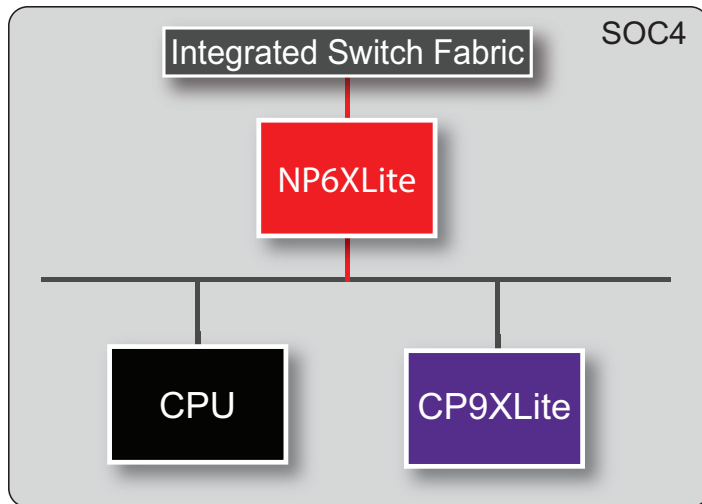 SOC4
Integrated Switch Fabric
NP6XLite
CPU
CP9XLite